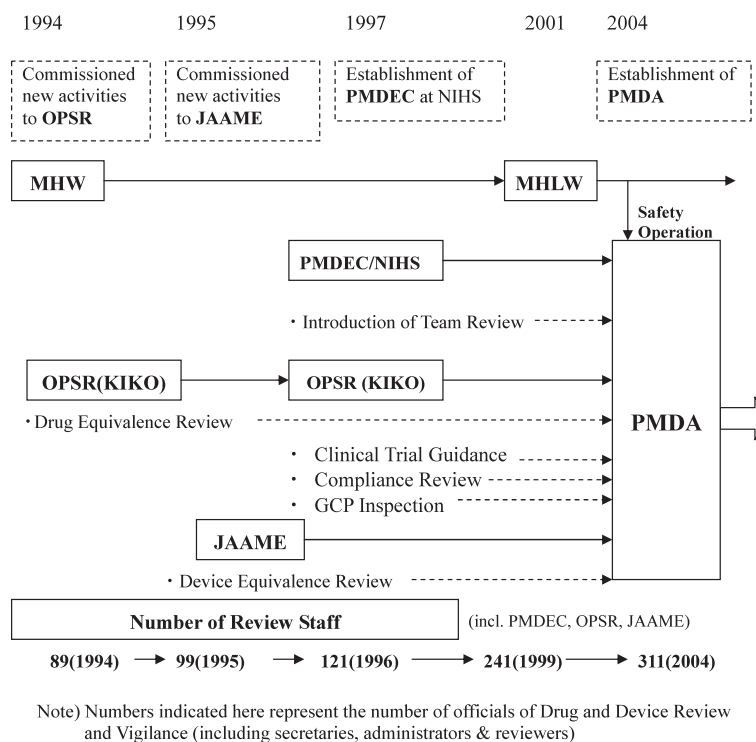 1994 1995 1997 2001 2004
Commissioned
new activities
to OPSR
Commissioned
new activities
to JAAME
Establishment of
PMDEC at NIHS
Establishment of
PMDA
MHW
MHLW
Safety
Operation
PMDEC/NIHS
・Introduction of Team Review
OPSR(KIKO)
OPSR (KIKO)
・Drug Equivalence Review
PMDA
・ Clinical Trial Guidance
・ Compliance Review
・ GCP Inspection
JAAME
・Device Equivalence Review
Number of Review Staff
(incl. PMDEC, OPSR, JAAME)
89(1994) 99(1995) 121(1996) 241(1999) 311(2004)
Note) Numbers indicated here represent the number of officials of Drug and Device Review
and Vigilance (including secretaries, administrators & reviewers)